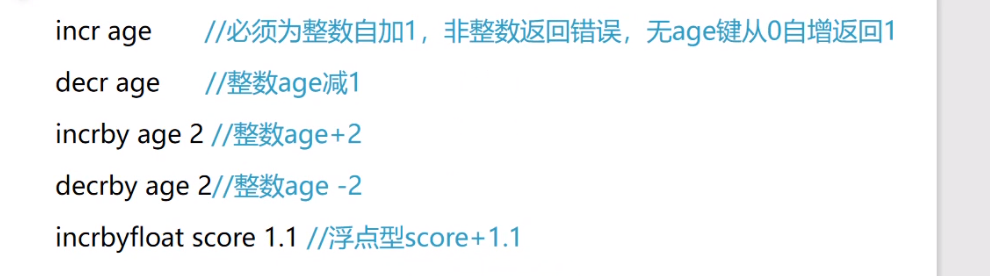 incr age //必须为整数自加1，非整数返回错误，无age键从0自增返回1
decr age //整数age减1
incrby age 2 //整数age+2
decrby age 2//整数age -2
incrbyfloat score 1.1 //浮点型score+1.1